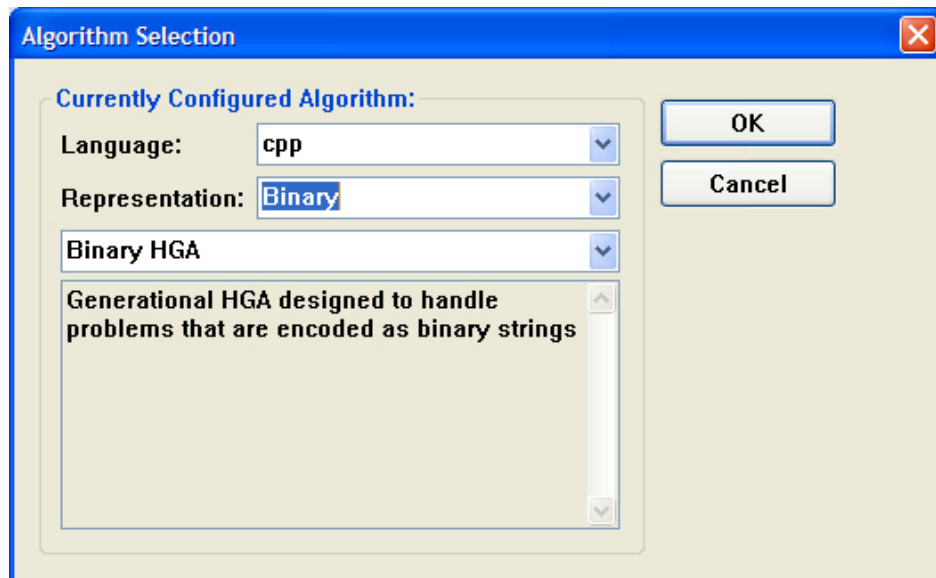 Algorithm Selection
Currently Configured Algorithm:
Language: cpp
Representation: Binary
Binary HGA
Generational HGA designed to handle
problems that are encoded as binary strings
OK
Cancel